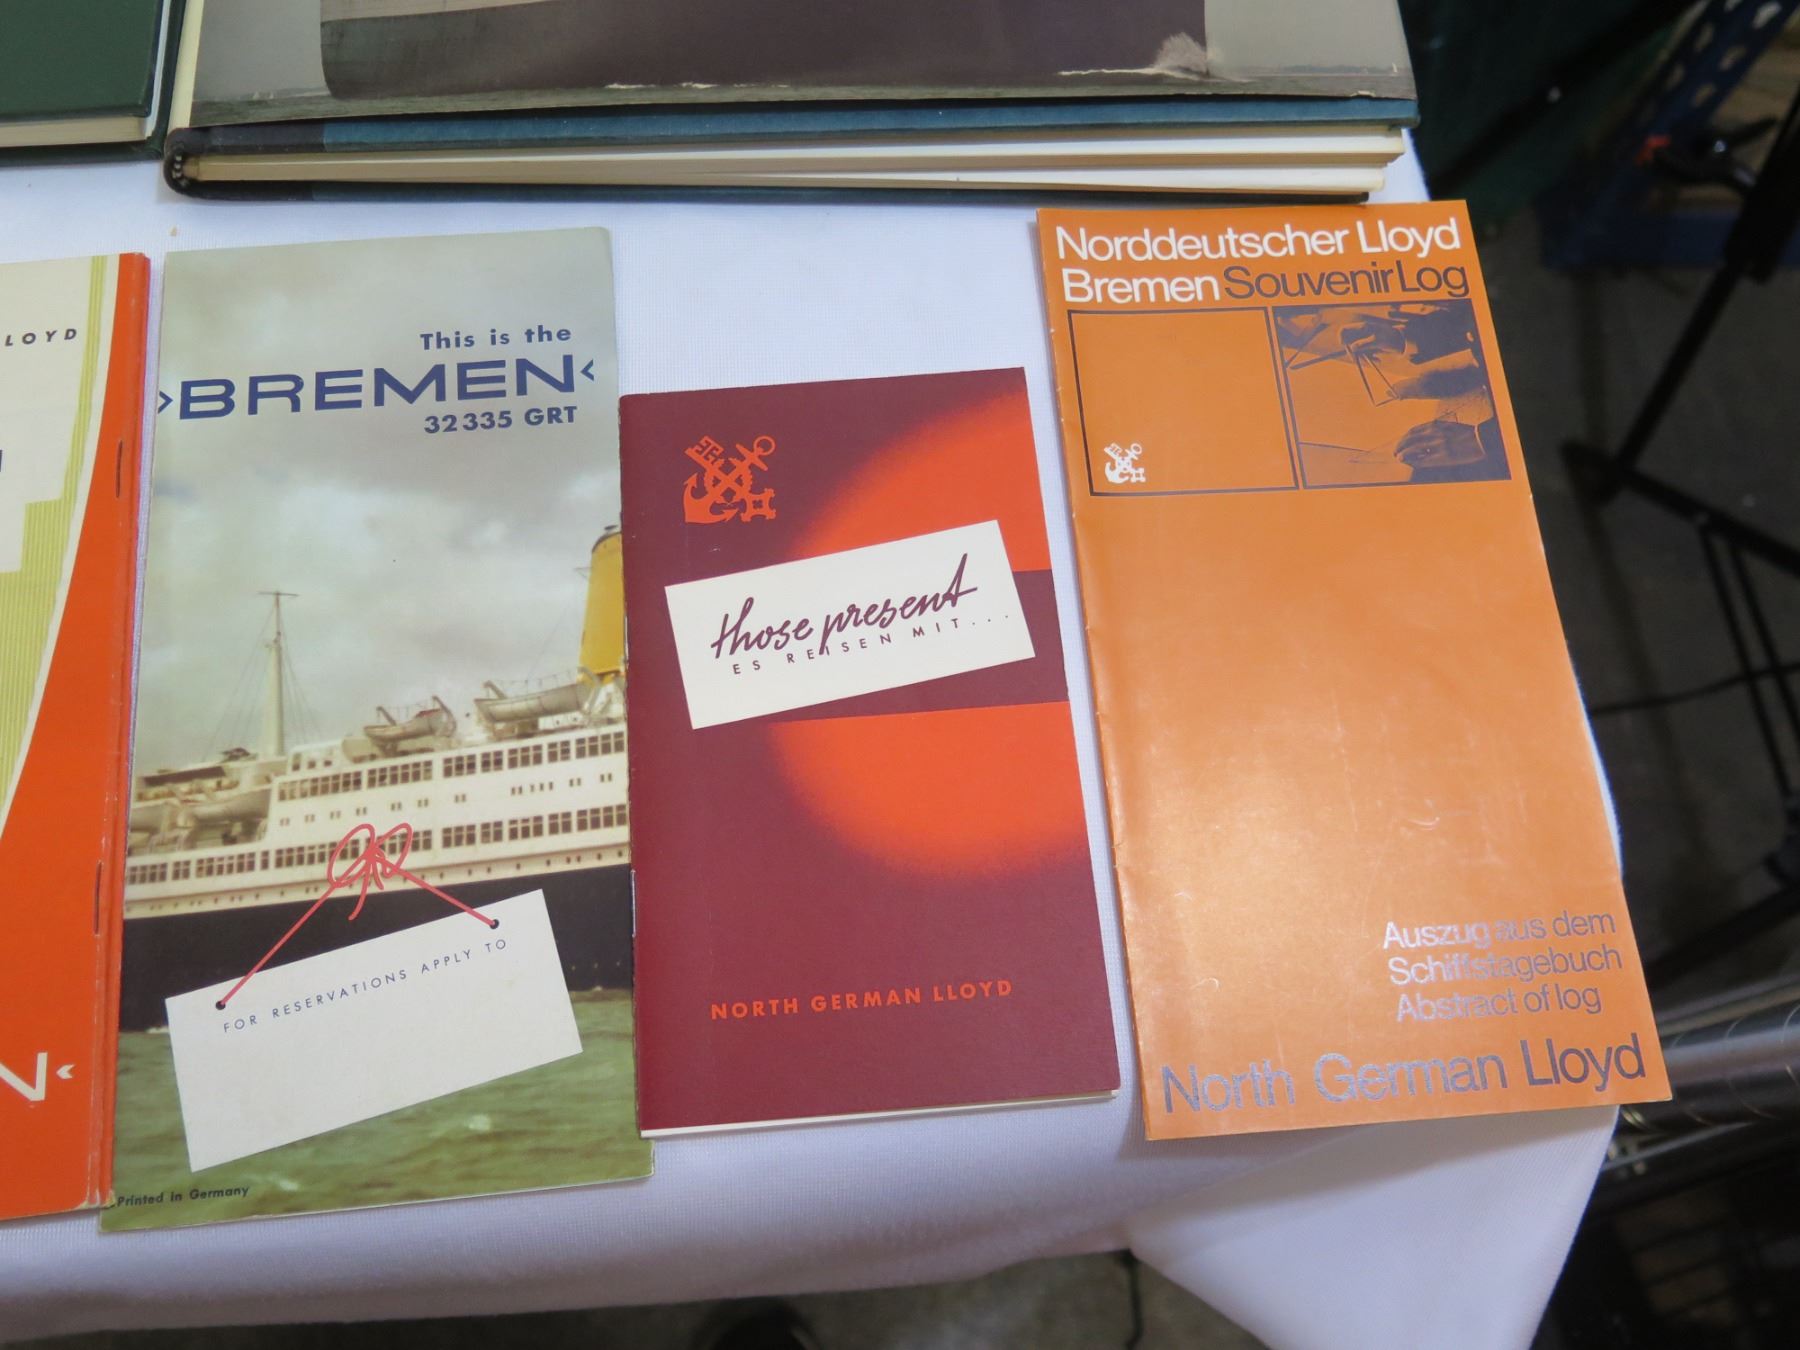 LLOYD
N‹
This is the
›BREMEN‹
32335 GRT
FOR RESERVATIONS APPLY TO
Printed in Germany
those present
ES REISEN MIT...
NORTH GERMAN LLOYD
Norddeutscher Lloyd
Bremen Souvenir Log
Auszug aus dem
Schiffstagebuch
Abstract of log
North German Lloyd